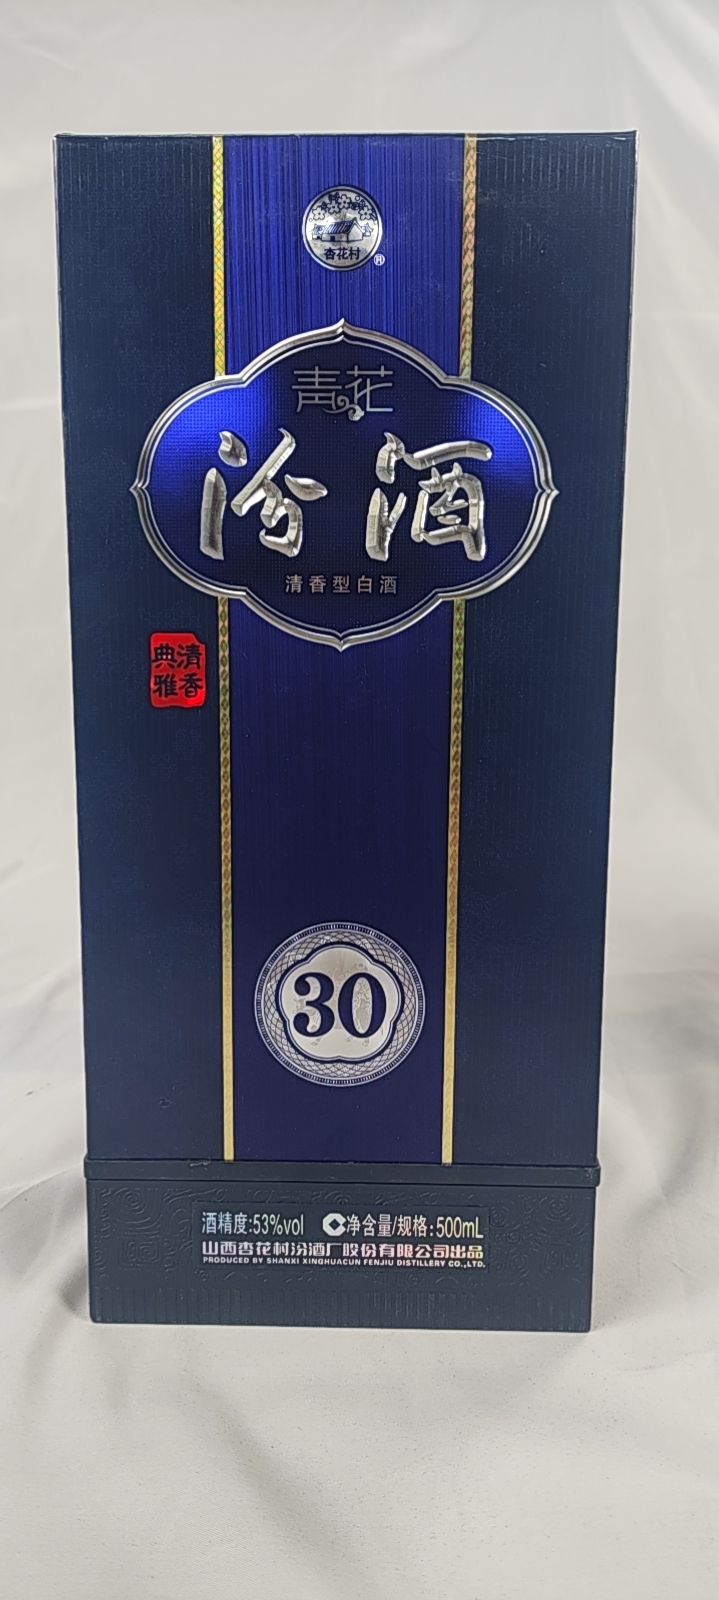 杏花村
®
青花
汾酒
清香型白酒
清香
典雅
30
酒精度:53%vol 净含量/规格:500mL
山西杏花村汾酒厂股份有限公司出品
PRODUCED BY SHANXI XINGHUACUN FENJIU DISTILLERY CO.,LTD.